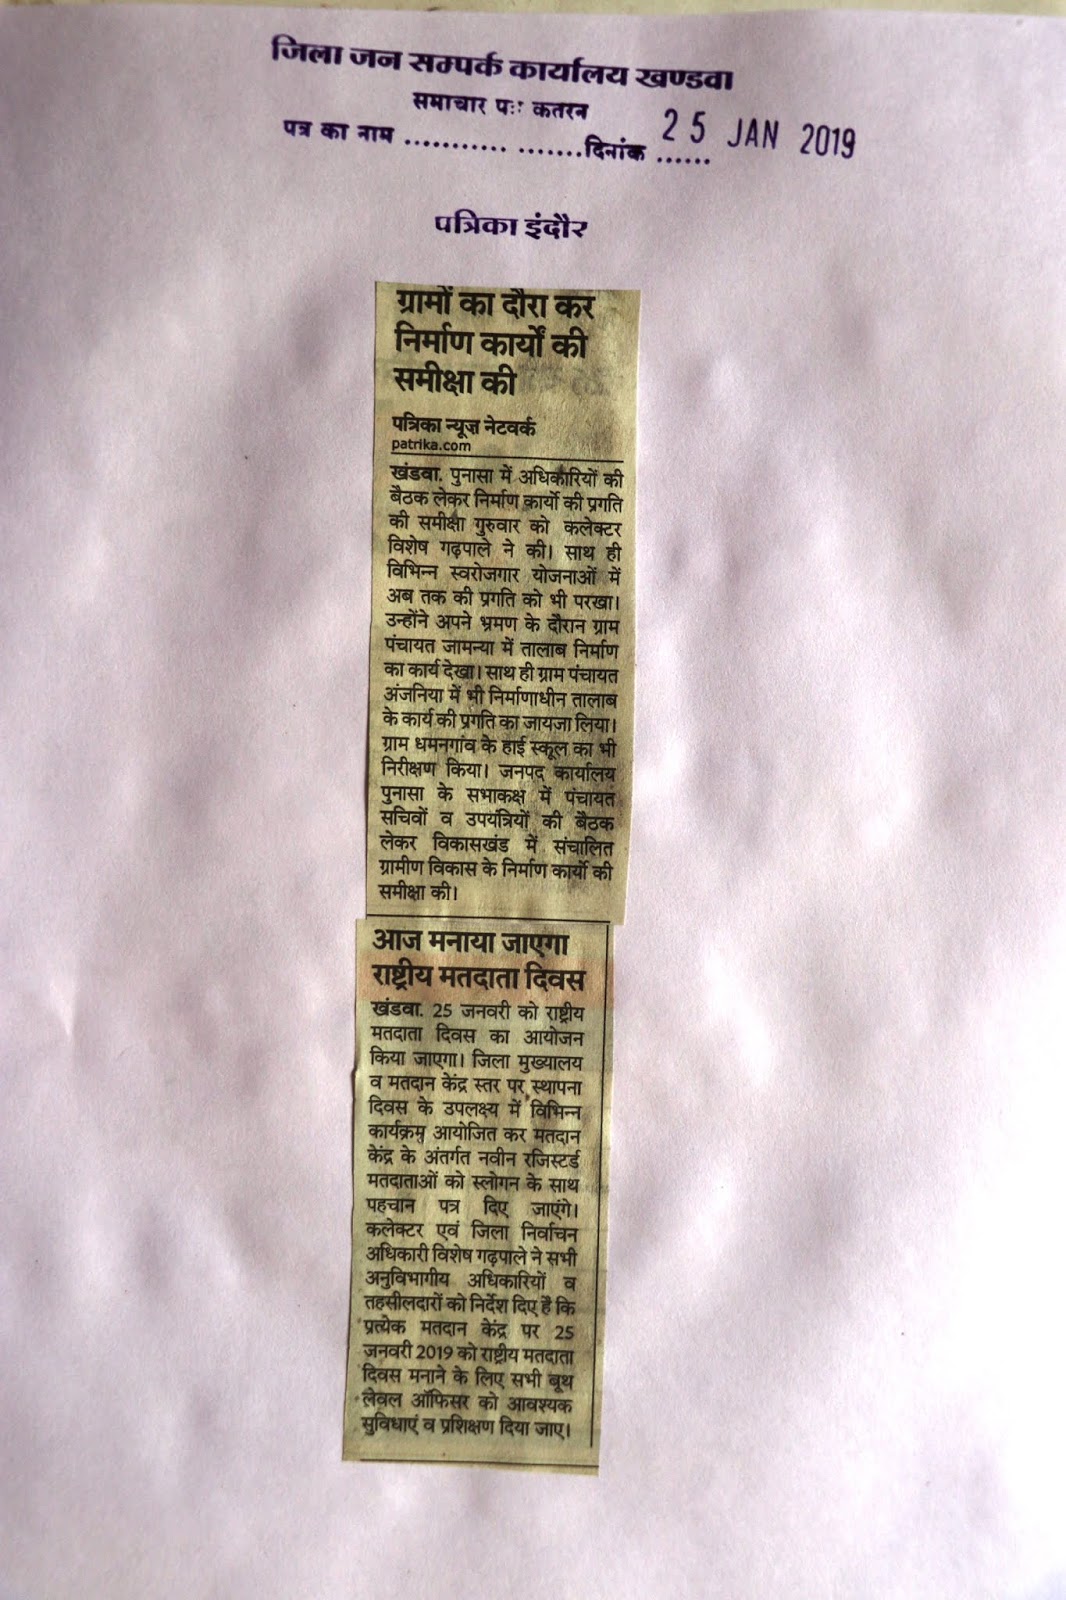 जिला जन सम्पर्क कार्यालय खण्डवा
समाचार पः कतरन
पत्र का नाम ........... .......दिनांक ......
25 JAN 2019
पत्रिका इंदौर
ग्रामों का दौरा कर
निर्माण कार्यों की
समीक्षा की
पत्रिका न्यूज़ नेटवर्क
patrika.com
खंडवा. पुनासा में अधिकारियों की
बैठक लेकर निर्माण कार्यो की प्रगति
की समीक्षा गुरुवार को कलेक्टर
विशेष गढ़पाले ने की। साथ ही
विभिन्न स्वरोजगार योजनाओं में
अब तक की प्रगति को भी परखा।
उन्होंने अपने भ्रमण के दौरान ग्राम
पंचायत जामन्या में तालाब निर्माण
का कार्य देखा। साथ ही ग्राम पंचायत
अंजनिया में भी निर्माणाधीन तालाब
के कार्य की प्रगति का जायजा लिया।
ग्राम धमनगांव के हाई स्कूल का भी
निरीक्षण किया। जनपद कार्यालय
पुनासा के सभाकक्ष में पंचायत
सचिवों व उपयंत्रियों की बैठक
लेकर विकासखंड में संचालित
ग्रामीण विकास के निर्माण कार्यो की
समीक्षा की।
आज मनाया जाएगा
राष्ट्रीय मतदाता दिवस
खंडवा. 25 जनवरी को राष्ट्रीय
मतदाता दिवस का आयोजन
किया जाएगा। जिला मुख्यालय
व मतदान केंद्र स्तर पर स्थापना
दिवस के उपलक्ष्य में विभिन्न
कार्यक्रम आयोजित कर मतदान
केंद्र के अंतर्गत नवीन रजिस्टर्ड
मतदाताओं को स्लोगन के साथ
पहचान पत्र दिए जाएंगे।
कलेक्टर एवं जिला निर्वाचन
अधिकारी विशेष गढ़पाले ने सभी
अनुविभागीय अधिकारियों व
तहसीलदारों को निर्देश दिए है कि
प्रत्येक मतदान केंद्र पर 25
जनवरी 2019 को राष्ट्रीय मतदाता
दिवस मनाने के लिए सभी बूथ
लेवल ऑफिसर को आवश्यक
सुविधाएं व प्रशिक्षण दिया जाए।